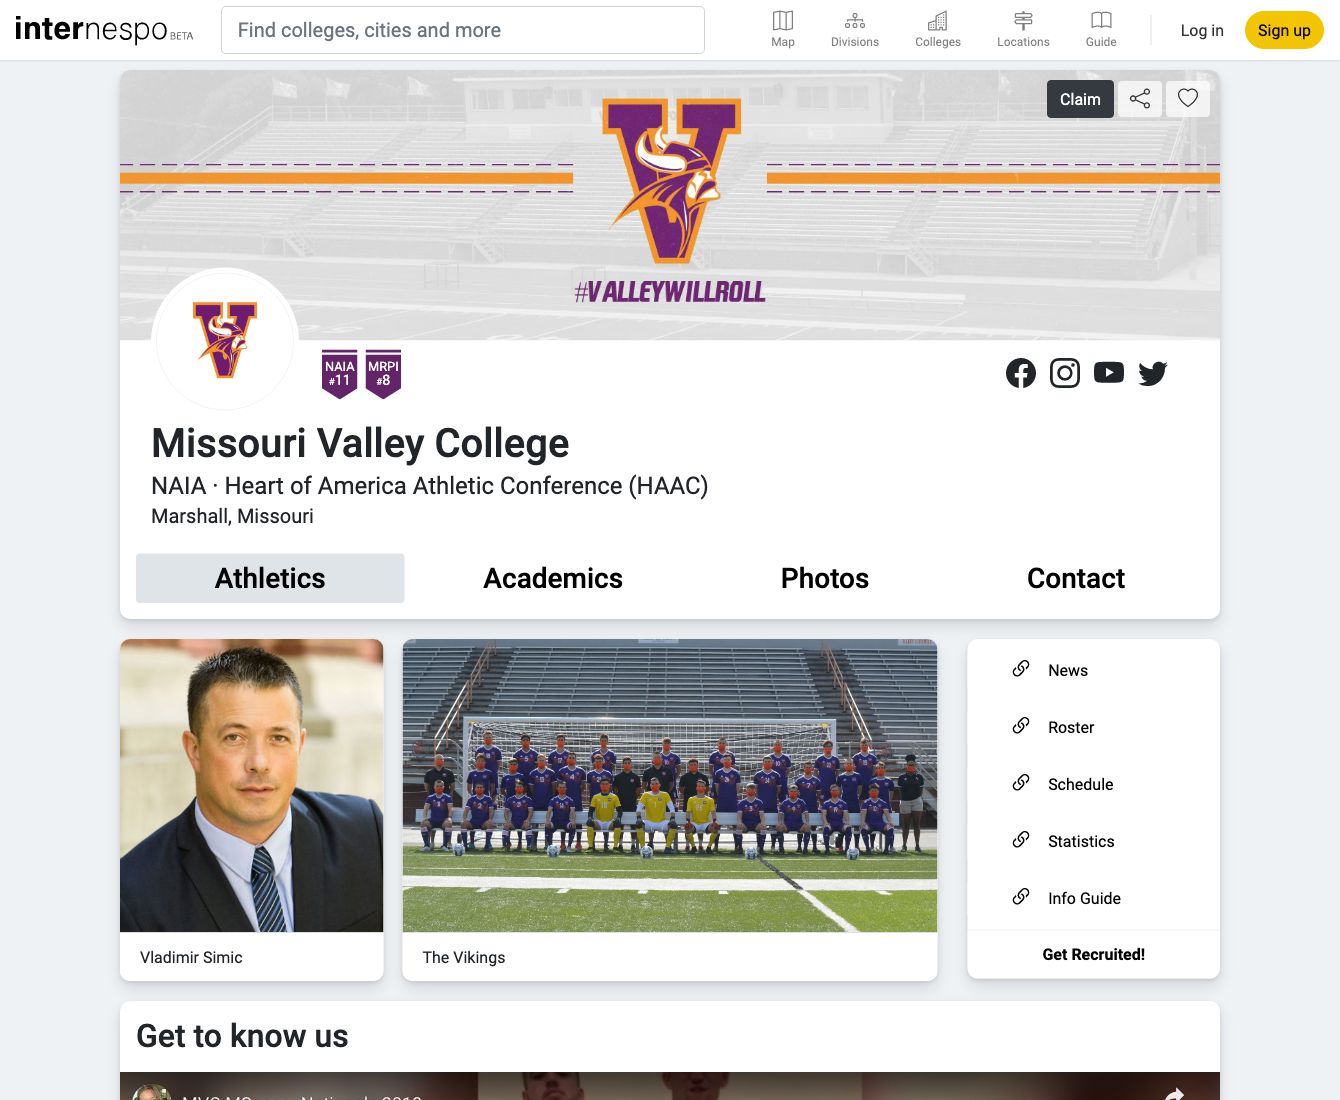 internespo BETA
Find colleges, cities and more
Map
Divisions
Colleges
Locations
Guide
Log in
Sign up
Claim
V
#VALLEYWILLROLL
V
NAIA
#11
MRPI
#8
Missouri Valley College
NAIA · Heart of America Athletic Conference (HAAC)
Marshall, Missouri
Athletics
Academics
Photos
Contact
News
Roster
Schedule
Statistics
Info Guide
Get Recruited!
Vladimir Simic
The Vikings
Get to know us